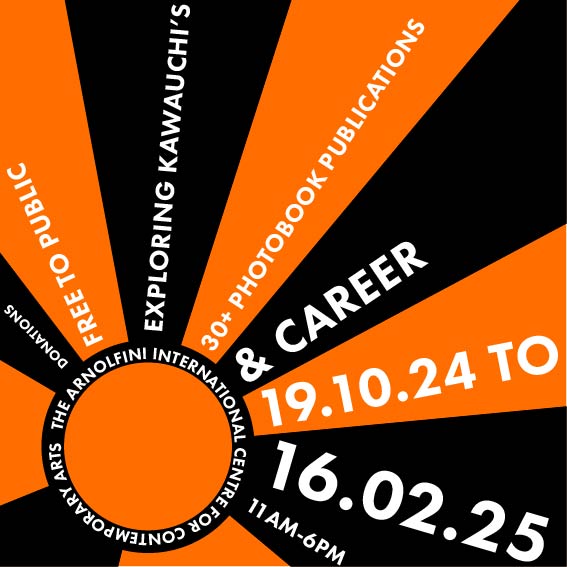 DONATIONS
FREE TO PUBLIC
EXPLORING KAWAUCHI'S
30+ PHOTOBOOK PUBLICATIONS
& CAREER
19.10.24 TO
16.02.25
11AM-6PM
THE ARNOLFINI INTERNATIONAL CENTRE FOR CONTEMPORARY ARTS